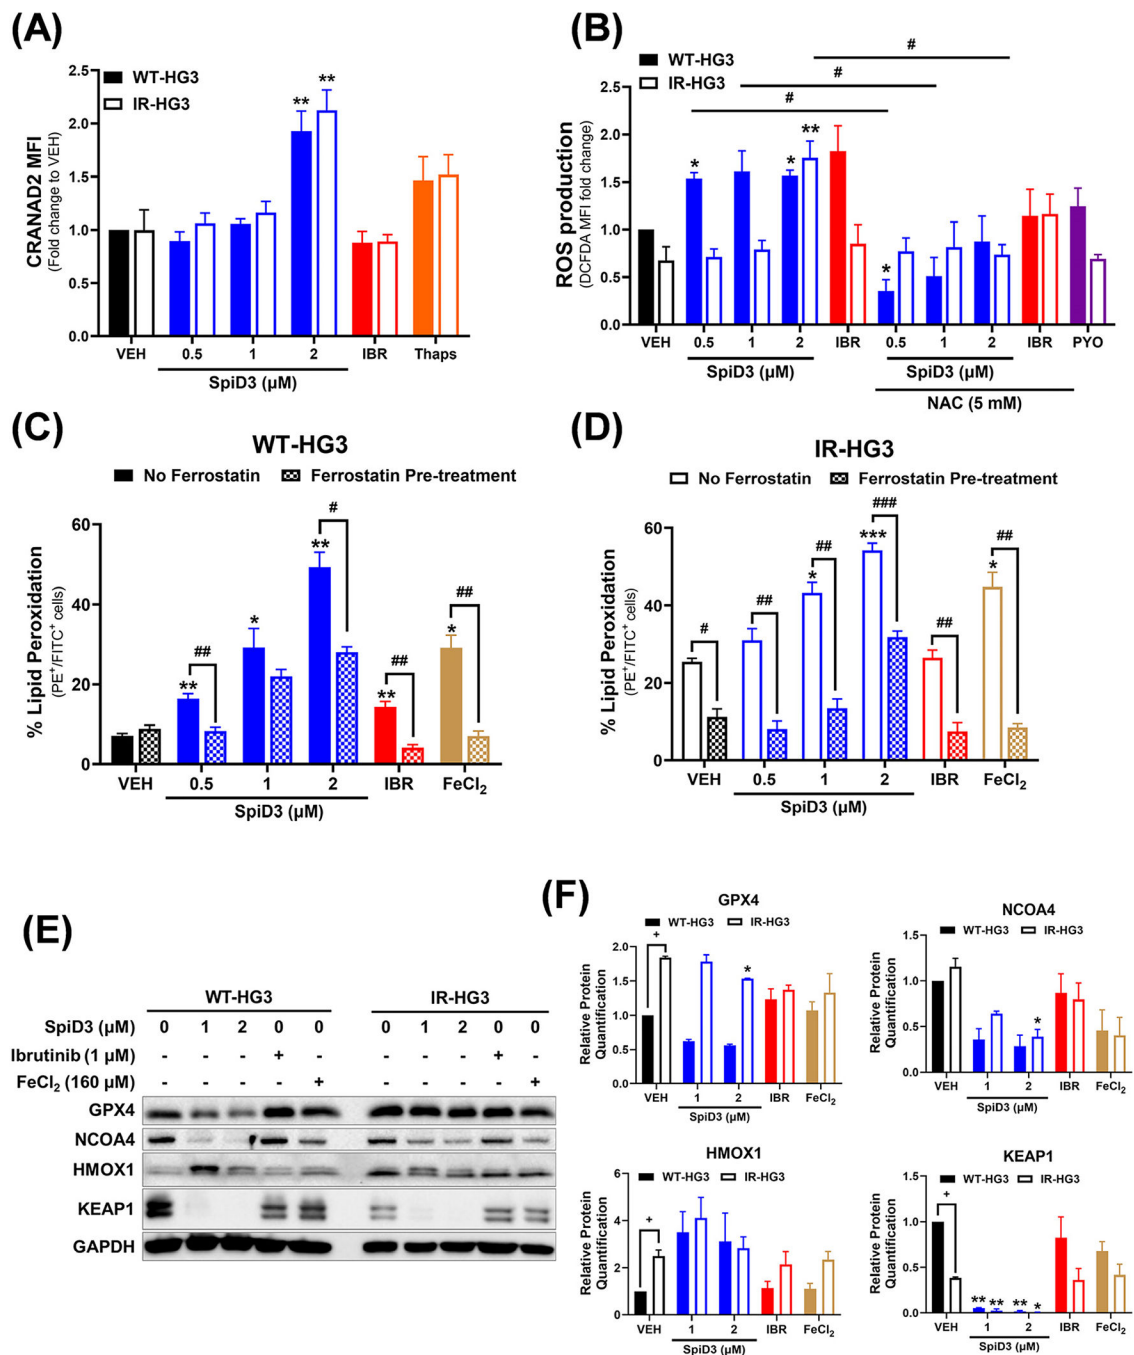 (A)
WT-HG3
IR-HG3
CRANAD2 MFI
(Fold change to VEH)
2.5
2.0
1.5
1.0
0.5
0.0
** **
VEH 0.5 1 2 IBR Thaps
SpiD3 (µM)
(B)
WT-HG3
IR-HG3
ROS production
(DCFDA MFI fold change)
2.5
2.0
1.5
1.0
0.5
0.0
#
#
#
* * ** *
VEH 0.5 1 2 IBR 0.5 1 2 IBR PYO
SpiD3 (µM) SpiD3 (µM)
NAC (5 mM)
(C)
WT-HG3
No Ferrostatin Ferrostatin Pre-treatment
% Lipid Peroxidation
(PE⁺/FITC⁺ cells)
60
40
20
0
** ## * ** # ** ## * ##
VEH 0.5 1 2 IBR FeCl₂
SpiD3 (µM)
(D)
IR-HG3
No Ferrostatin Ferrostatin Pre-treatment
% Lipid Peroxidation
(PE⁺/FITC⁺ cells)
60
40
20
0
# ## * ## *** ### ## * ##
VEH 0.5 1 2 IBR FeCl₂
SpiD3 (µM)
(E)
WT-HG3 IR-HG3
SpiD3 (µM) 0 1 2 0 0 0 1 2 0 0
Ibrutinib (1 µM) - - - + - - - - + -
FeCl₂ (160 µM) - - - - + - - - - +
GPX4
NCOA4
HMOX1
KEAP1
GAPDH
(F)
GPX4
WT-HG3 IR-HG3
Relative Protein
Quantification
2.0
1.5
1.0
0.5
0.0
+ *
VEH 1 2 IBR FeCl₂
SpiD3 (µM)
NCOA4
WT-HG3 IR-HG3
Relative Protein
Quantification
1.5
1.0
0.5
0.0
*
VEH 1 2 IBR FeCl₂
SpiD3 (µM)
HMOX1
WT-HG3 IR-HG3
Relative Protein
Quantification
6
4
2
0
+
VEH 1 2 IBR FeCl₂
SpiD3 (µM)
KEAP1
WT-HG3 IR-HG3
Relative Protein
Quantification
1.5
1.0
0.5
0.0
+
** ** ** *
VEH 1 2 IBR FeCl₂
SpiD3 (µM)